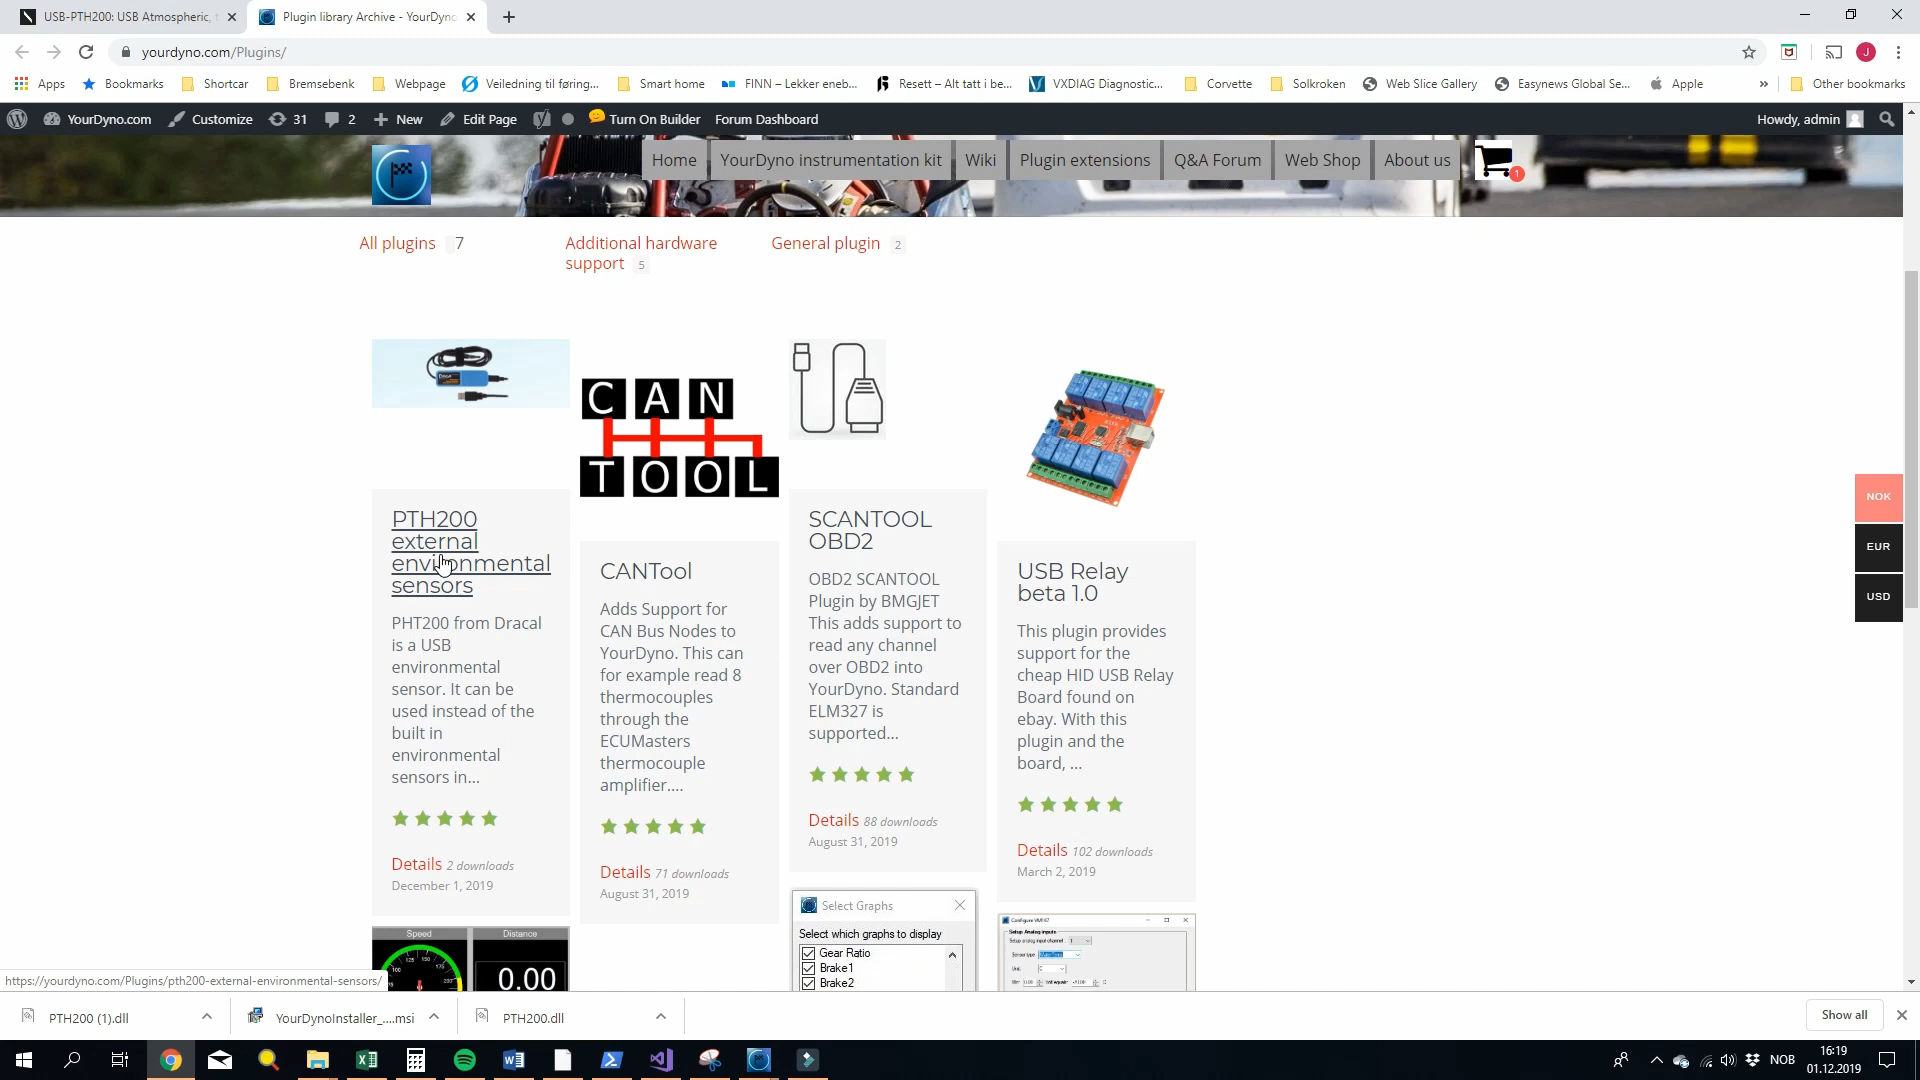 USB-PTH200: USB Atmospheric,
Plugin library Archive - YourDyno
yourdyno.com/Plugins/
J
Apps
Bookmarks
Shortcar
Bremsebenk
Webpage
Veiledning til føring...
Smart home
FINN – Lekker eneb...
Resett – Alt tatt i be...
VXDIAG Diagnostic...
Corvette
Solkroken
Web Slice Gallery
Easynews Global Se...
Apple
»
Other bookmarks
YourDyno.com
Customize
31
2
New
Edit Page
Turn On Builder
Forum Dashboard
Howdy, admin
Home
YourDyno instrumentation kit
Wiki
Plugin extensions
Q&A Forum
Web Shop
About us
1
All plugins 7
Additional hardware
support 5
General plugin 2
NOK
EUR
USD
PTH200
external
environmental
sensors
PHT200 from Dracal
is a USB
environmental
sensor. It can be
used instead of the
built in
environmental
sensors in...
Details 2 downloads
December 1, 2019
CAN
TOOL
CANTool
Adds Support for
CAN Bus Nodes to
YourDyno. This can
for example read 8
thermocouples
through the
ECUMasters
thermocouple
amplifier....
Details 71 downloads
August 31, 2019
SCANTOOL
OBD2
OBD2 SCANTOOL
Plugin by BMGJET
This adds support to
read any channel
over OBD2 into
YourDyno. Standard
ELM327 is
supported...
Details 88 downloads
August 31, 2019
USB Relay
beta 1.0
This plugin provides
support for the
cheap HID USB Relay
Board found on
ebay. With this
plugin and the
board, ...
Details 102 downloads
March 2, 2019
Speed
Distance
0.00
Select Graphs
Select which graphs to display
Gear Ratio
Brake1
Brake2
Setup Analog inputs
Setup analog input channel: 1
Sensor type:
https://yourdyno.com/Plugins/pth200-external-environmental-sensors/
PTH200 (1).dll
YourDynoInstaller_....msi
PTH200.dll
Show all
NOB
16:19
01.12.2019